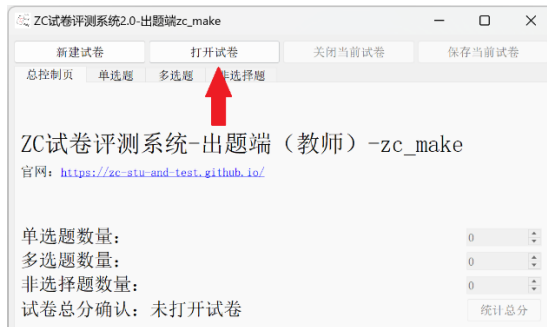 ZC试卷评测系统2.0-出题端zc_make
新建试卷 打开试卷 关闭当前试卷 保存当前试卷
总控制页 单选题 多选题 非选择题
ZC试卷评测系统-出题端（教师）-zc_make
官网：https://zc-stu-and-test.github.io/
单选题数量： 0
多选题数量： 0
非选择题数量： 0
试卷总分确认：未打开试卷 统计总分